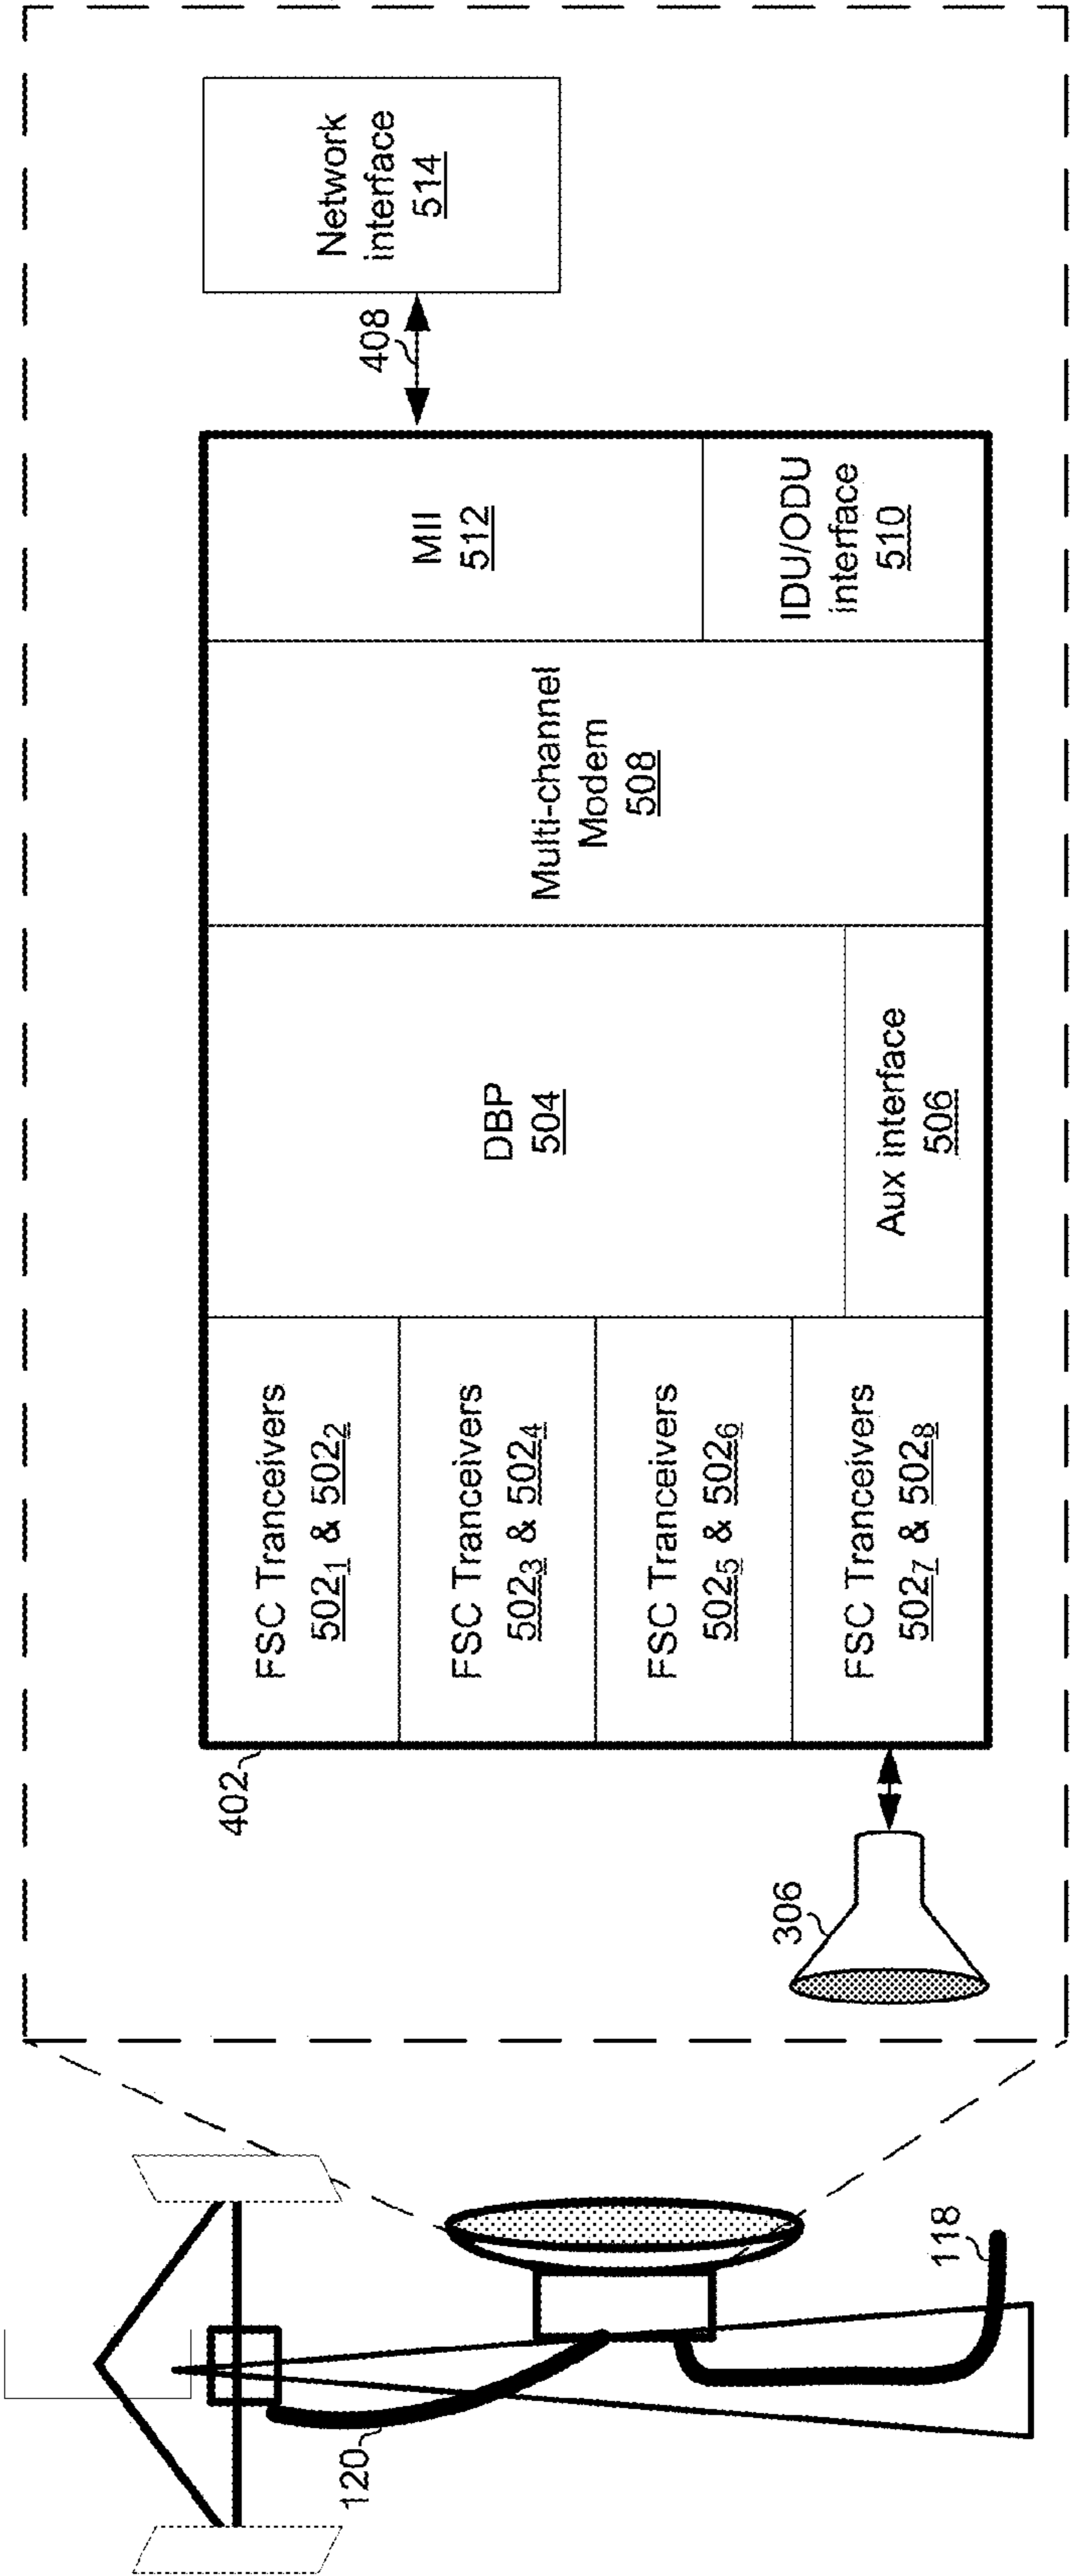 120
118
306
402
FSC Tranceivers
502₁ & 502₂
FSC Tranceivers
502₃ & 502₄
FSC Tranceivers
502₅ & 502₆
FSC Tranceivers
502₇ & 502₈
DBP
504
Aux interface
506
Multi-channel
Modem
508
MII
512
IDU/ODU
interface
510
408
Network
interface
514